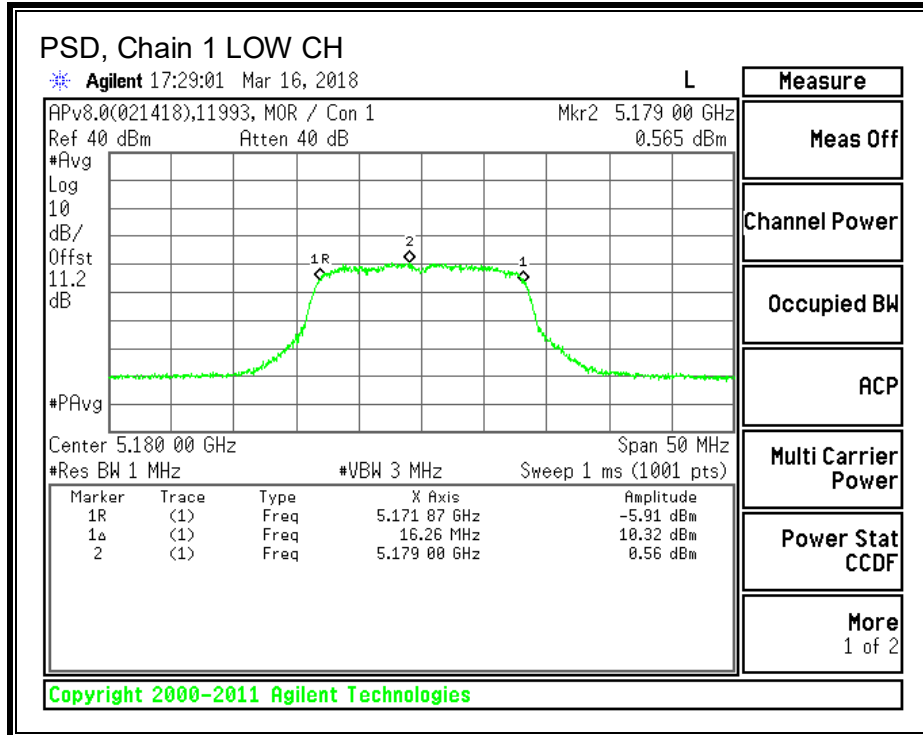 PSD, Chain 1 LOW CH
Agilent 17:29:01 Mar 16, 2018 L
APv8.0(021418),11993, MOR / Con 1 Mkr2 5.179 00 GHz
Ref 40 dBm Atten 40 dB 0.565 dBm
#Avg
Log
10
dB/
Offst
11.2
dB
#PAvg
1R
2
1
Center 5.180 00 GHz Span 50 MHz
#Res BW 1 MHz #VBW 3 MHz Sweep 1 ms (1001 pts)
Marker Trace Type X Axis Amplitude
1R (1) Freq 5.171 87 GHz -5.91 dBm
1Δ (1) Freq 16.26 MHz 10.32 dBm
2 (1) Freq 5.179 00 GHz 0.56 dBm
Measure
Meas Off
Channel Power
Occupied BW
ACP
Multi Carrier
Power
Power Stat
CCDF
More
1 of 2
Copyright 2000-2011 Agilent Technologies